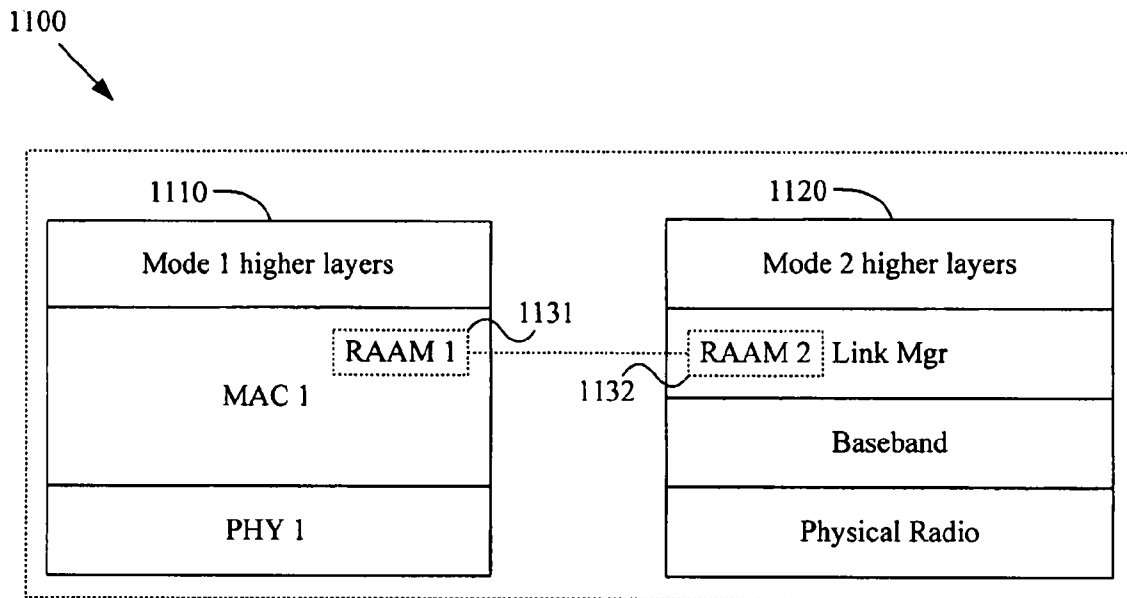 1100
1110
1120
Mode 1 higher layers
Mode 2 higher layers
1131
RAAM 1
RAAM 2 Link Mgr
MAC 1
1132
Baseband
PHY 1
Physical Radio